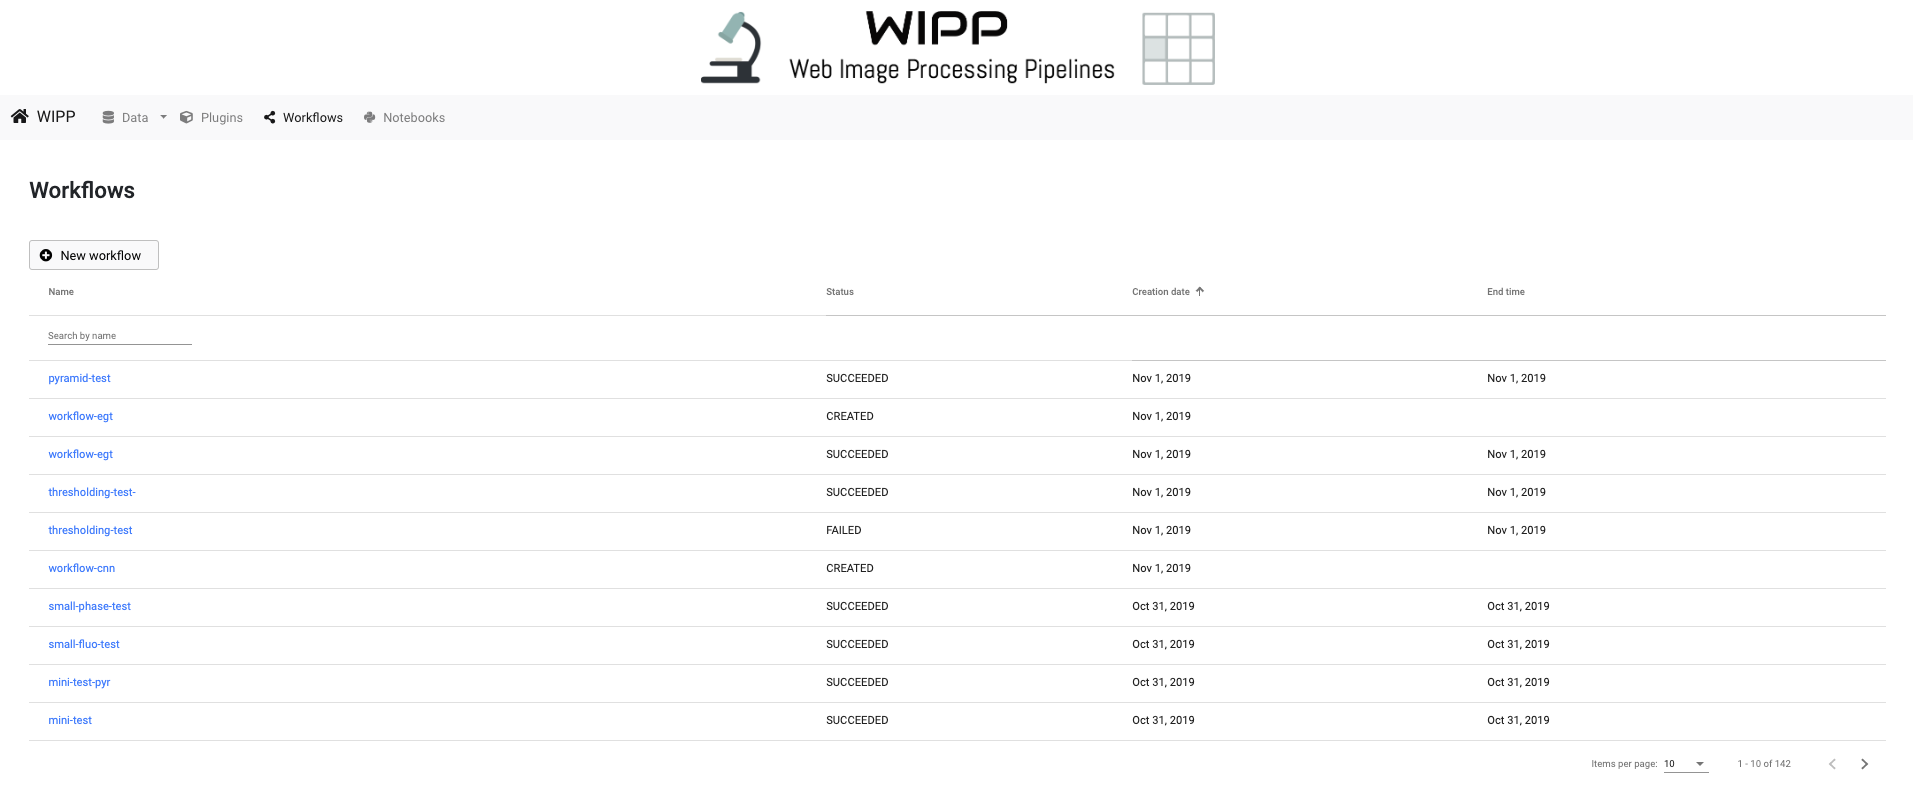 WIPP
Web Image Processing Pipelines
WIPP Data Plugins Workflows Notebooks
Workflows
New workflow
Name Status Creation date End time
Search by name
pyramid-test SUCCEEDED Nov 1, 2019 Nov 1, 2019
workflow-egt CREATED Nov 1, 2019
workflow-egt SUCCEEDED Nov 1, 2019 Nov 1, 2019
thresholding-test- SUCCEEDED Nov 1, 2019 Nov 1, 2019
thresholding-test FAILED Nov 1, 2019 Nov 1, 2019
workflow-cnn CREATED Nov 1, 2019
small-phase-test SUCCEEDED Oct 31, 2019 Oct 31, 2019
small-fluo-test SUCCEEDED Oct 31, 2019 Oct 31, 2019
mini-test-pyr SUCCEEDED Oct 31, 2019 Oct 31, 2019
mini-test SUCCEEDED Oct 31, 2019 Oct 31, 2019
Items per page: 10 1 - 10 of 142